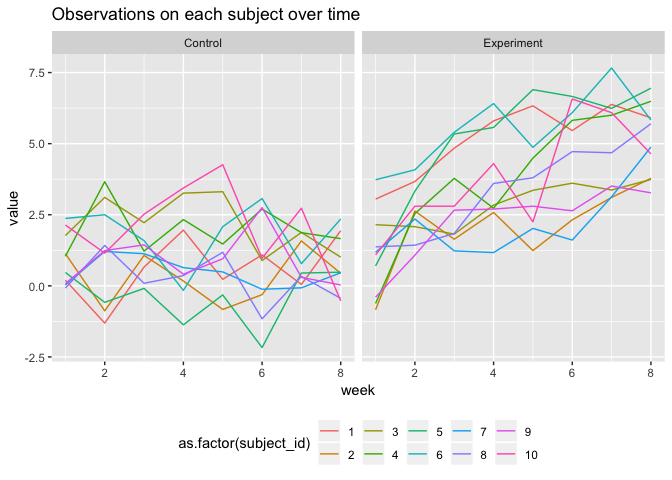 Observations on each subject over time
Control Experiment
7.5
5.0
2.5
0.0
-2.5
value
2 4 6 8 2 4 6 8
week
as.factor(subject_id) 1 3 5 7 9
2 4 6 8 10